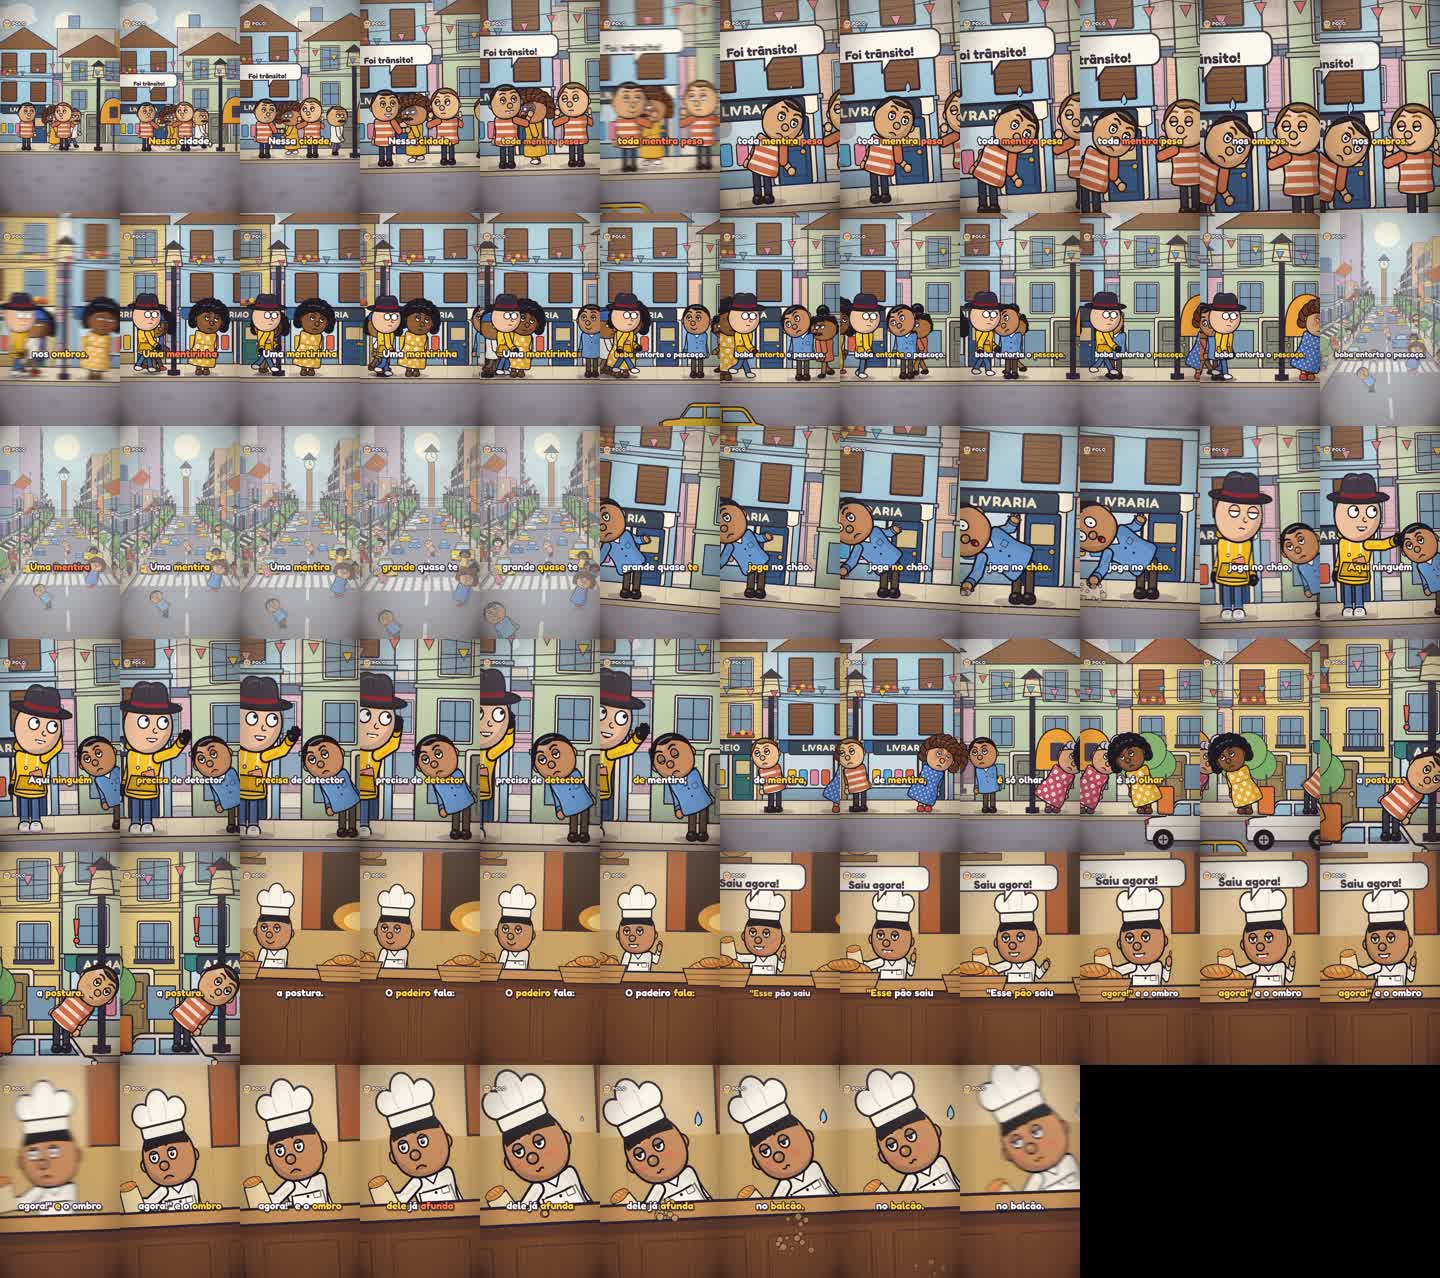 POLO
Foi trânsito!
LIVRARIA
Nessa cidade,
toda mentira pesa
nos ombros.
Uma mentirinha
boba entorta o pescoço.
Uma mentira
grande quase te
joga no chão.
LIVRARIA
Aqui ninguém
precisa de detector
de mentira,
é só olhar
a postura.
O padeiro fala:
Saiu agora!
"Esse pão saiu
agora!" e o ombro
dele já afunda
no balcão.